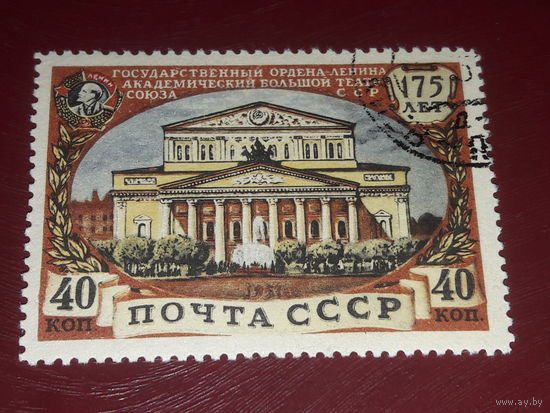 ЛЕНИН
ГОСУДАРСТВЕННЫЙ ОРДЕНА-ЛЕНИНА
АКАДЕМИЧЕСКИЙ БОЛЬШОЙ ТЕАТР
СОЮЗА С С Р
175
ЛЕТ
1951
40
КОП
ПОЧТА СССР
40
КОП.
www.ay.by